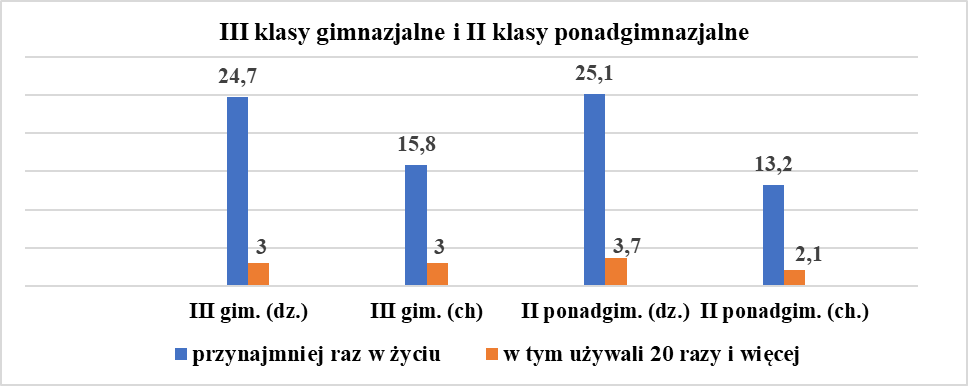 III klasy gimnazjalne i II klasy ponadgimnazjalne
24,7
25,1
15,8
13,2
3
3
3,7
2,1
III gim. (dz.)
III gim. (ch)
II ponadgim. (dz.)
II ponadgim. (ch.)
przynajmniej raz w życiu
w tym używali 20 razy i więcej